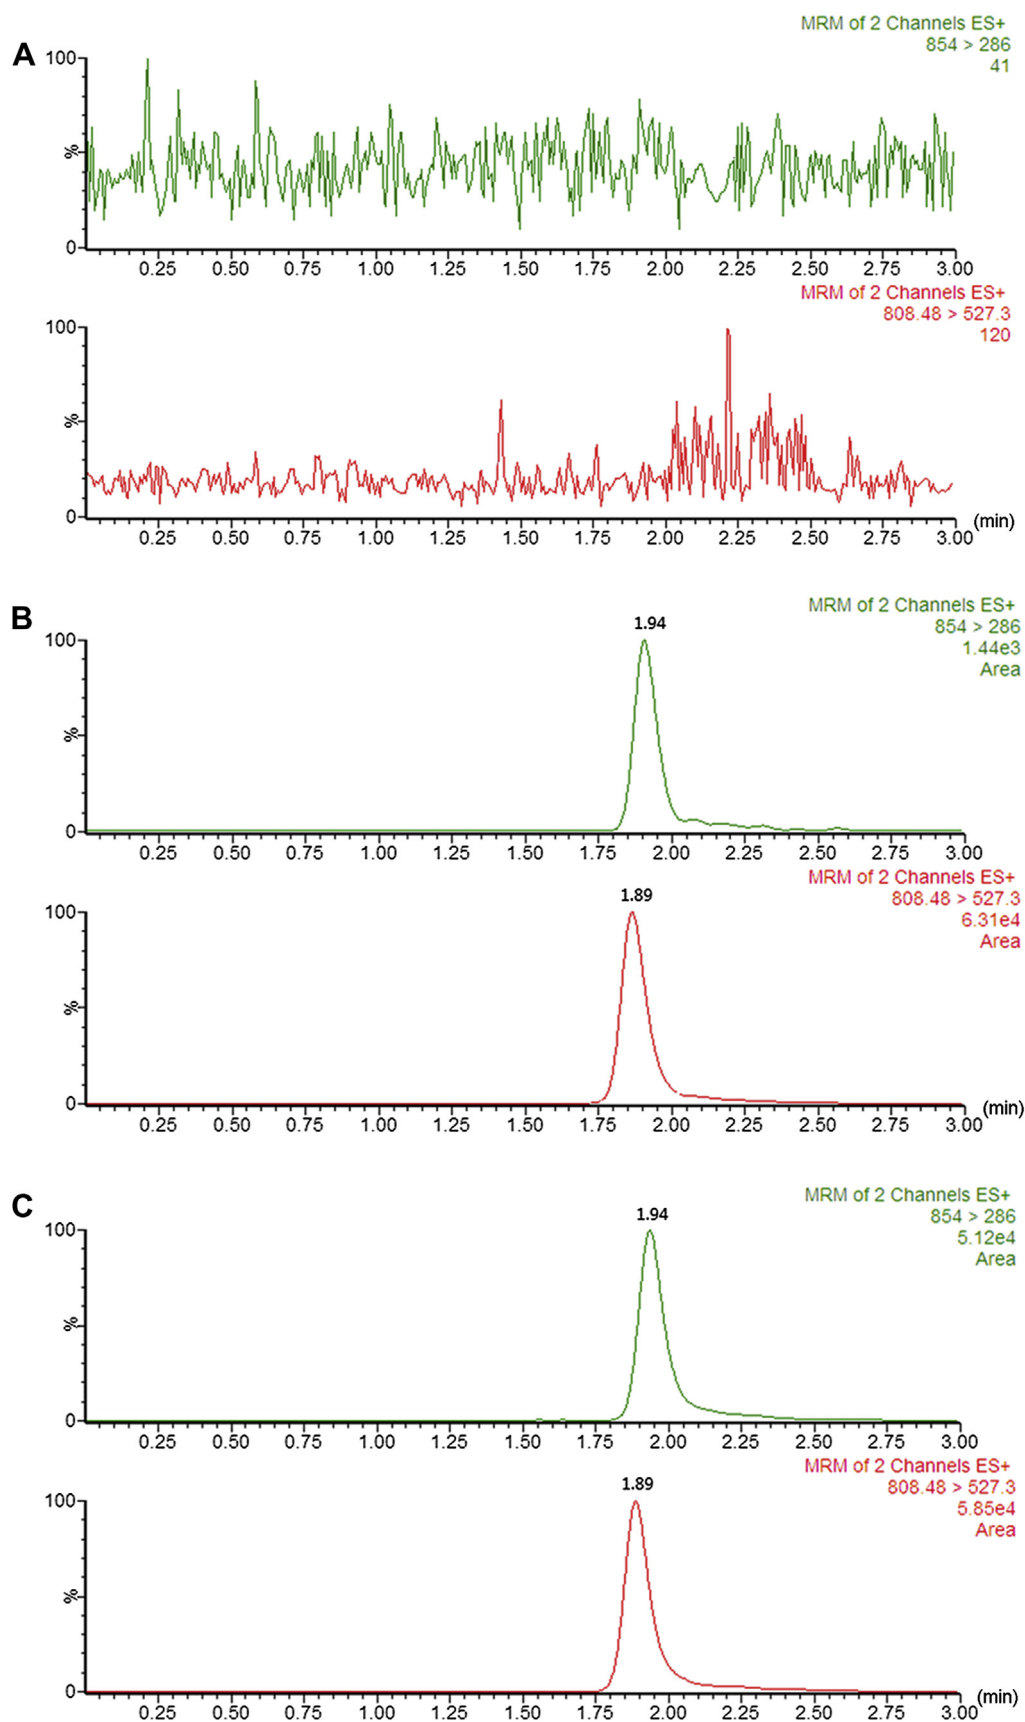 A
MRM of 2 Channels ES+
854 > 286
41
100
%
0
0.25 0.50 0.75 1.00 1.25 1.50 1.75 2.00 2.25 2.50 2.75 3.00
MRM of 2 Channels ES+
808.48 > 527.3
120
100
%
0
0.25 0.50 0.75 1.00 1.25 1.50 1.75 2.00 2.25 2.50 2.75 3.00 (min)
B
MRM of 2 Channels ES+
854 > 286
1.44e3
Area
1.94
100
%
0
0.25 0.50 0.75 1.00 1.25 1.50 1.75 2.00 2.25 2.50 2.75 3.00
MRM of 2 Channels ES+
808.48 > 527.3
6.31e4
Area
1.89
100
%
0
0.25 0.50 0.75 1.00 1.25 1.50 1.75 2.00 2.25 2.50 2.75 3.00 (min)
C
MRM of 2 Channels ES+
854 > 286
5.12e4
Area
1.94
100
%
0
0.25 0.50 0.75 1.00 1.25 1.50 1.75 2.00 2.25 2.50 2.75 3.00
MRM of 2 Channels ES+
808.48 > 527.3
5.85e4
Area
1.89
100
%
0
0.25 0.50 0.75 1.00 1.25 1.50 1.75 2.00 2.25 2.50 2.75 3.00 (min)